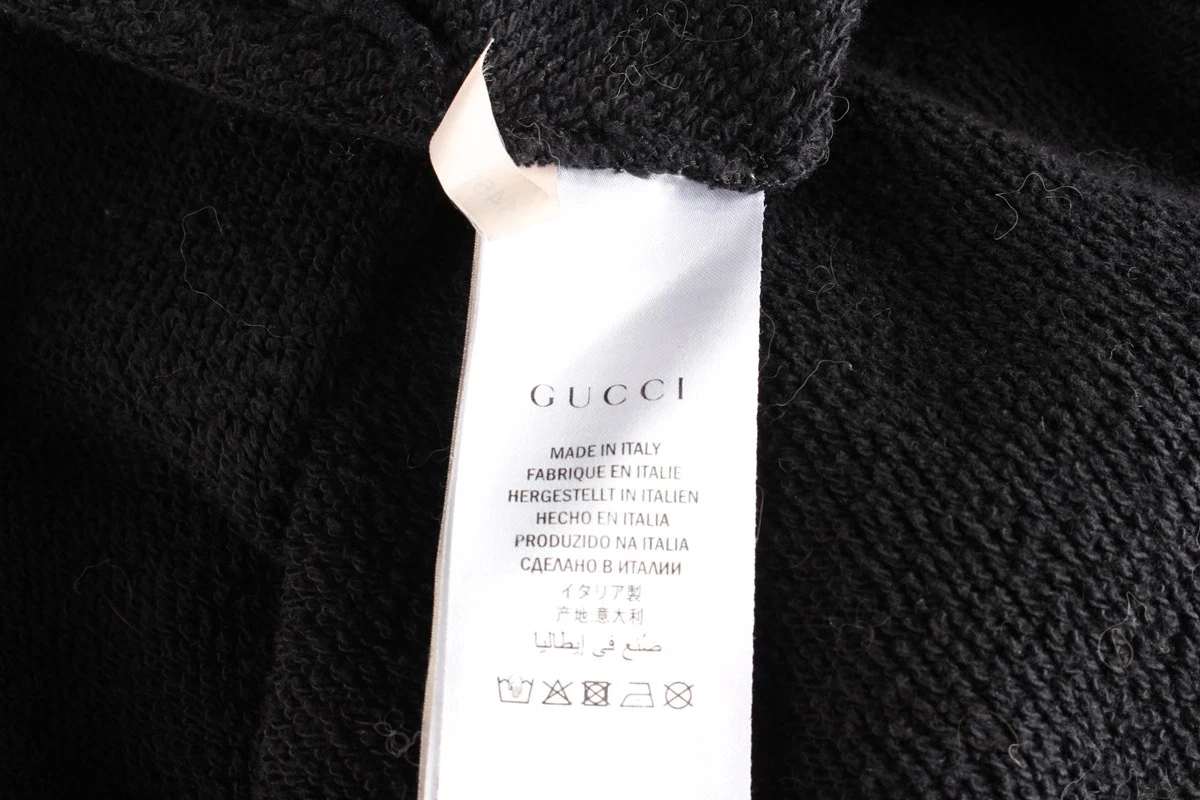 GUCCI
MADE IN ITALY
FABRIQUE EN ITALIE
HERGESTELLT IN ITALIEN
HECHO EN ITALIA
PRODUZIDO NA ITALIA
СДЕЛАНО В ИТАЛИИ
イタリア製
产地:意大利
صنع في إيطاليا